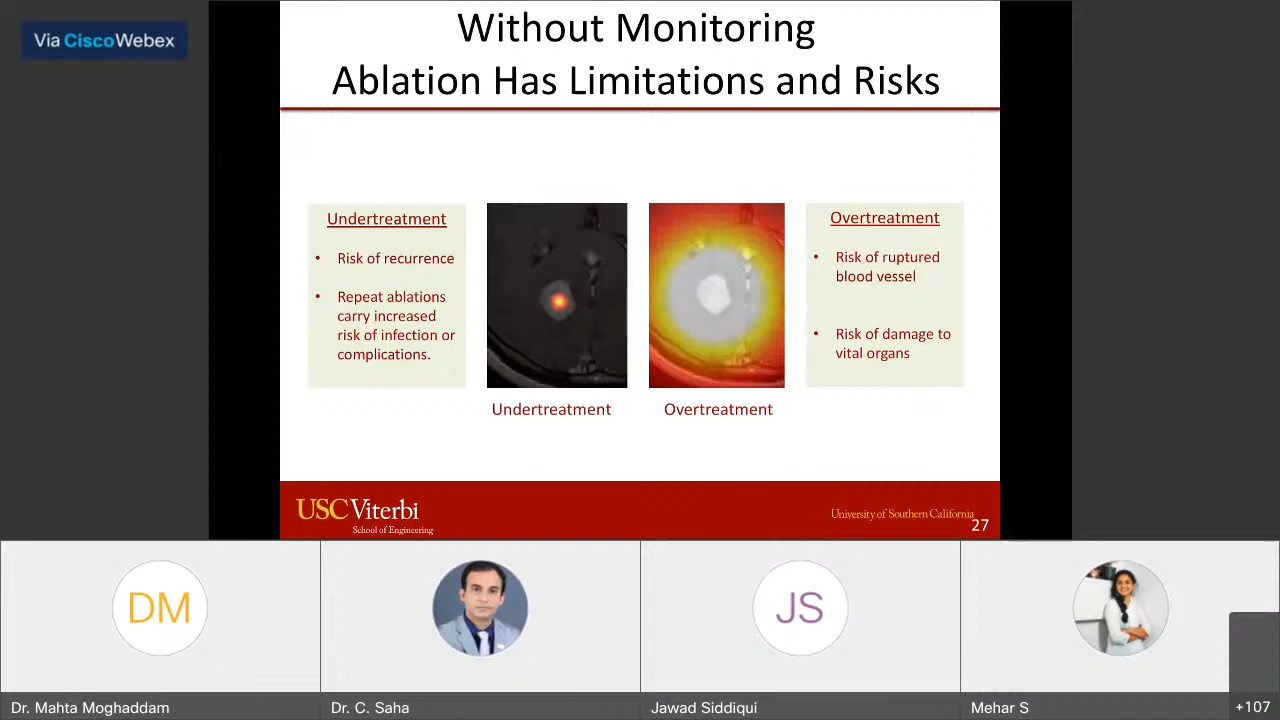 Via CiscoWebex
Without Monitoring
Ablation Has Limitations and Risks
Undertreatment
• Risk of recurrence
• Repeat ablations
carry increased
risk of infection or
complications.
Undertreatment
Overtreatment
Overtreatment
• Risk of ruptured
blood vessel
• Risk of damage to
vital organs
USC Viterbi
School of Engineering
University of Southern California
27
DM
JS
Dr. Mahta Moghaddam
Dr. C. Saha
Jawad Siddiqui
Mehar S
+107